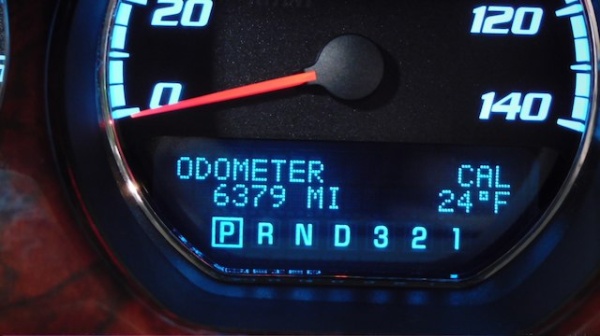 20
120
0
140
ODOMETER CAL
6379 MI 24°F
P R N D 3 2 1